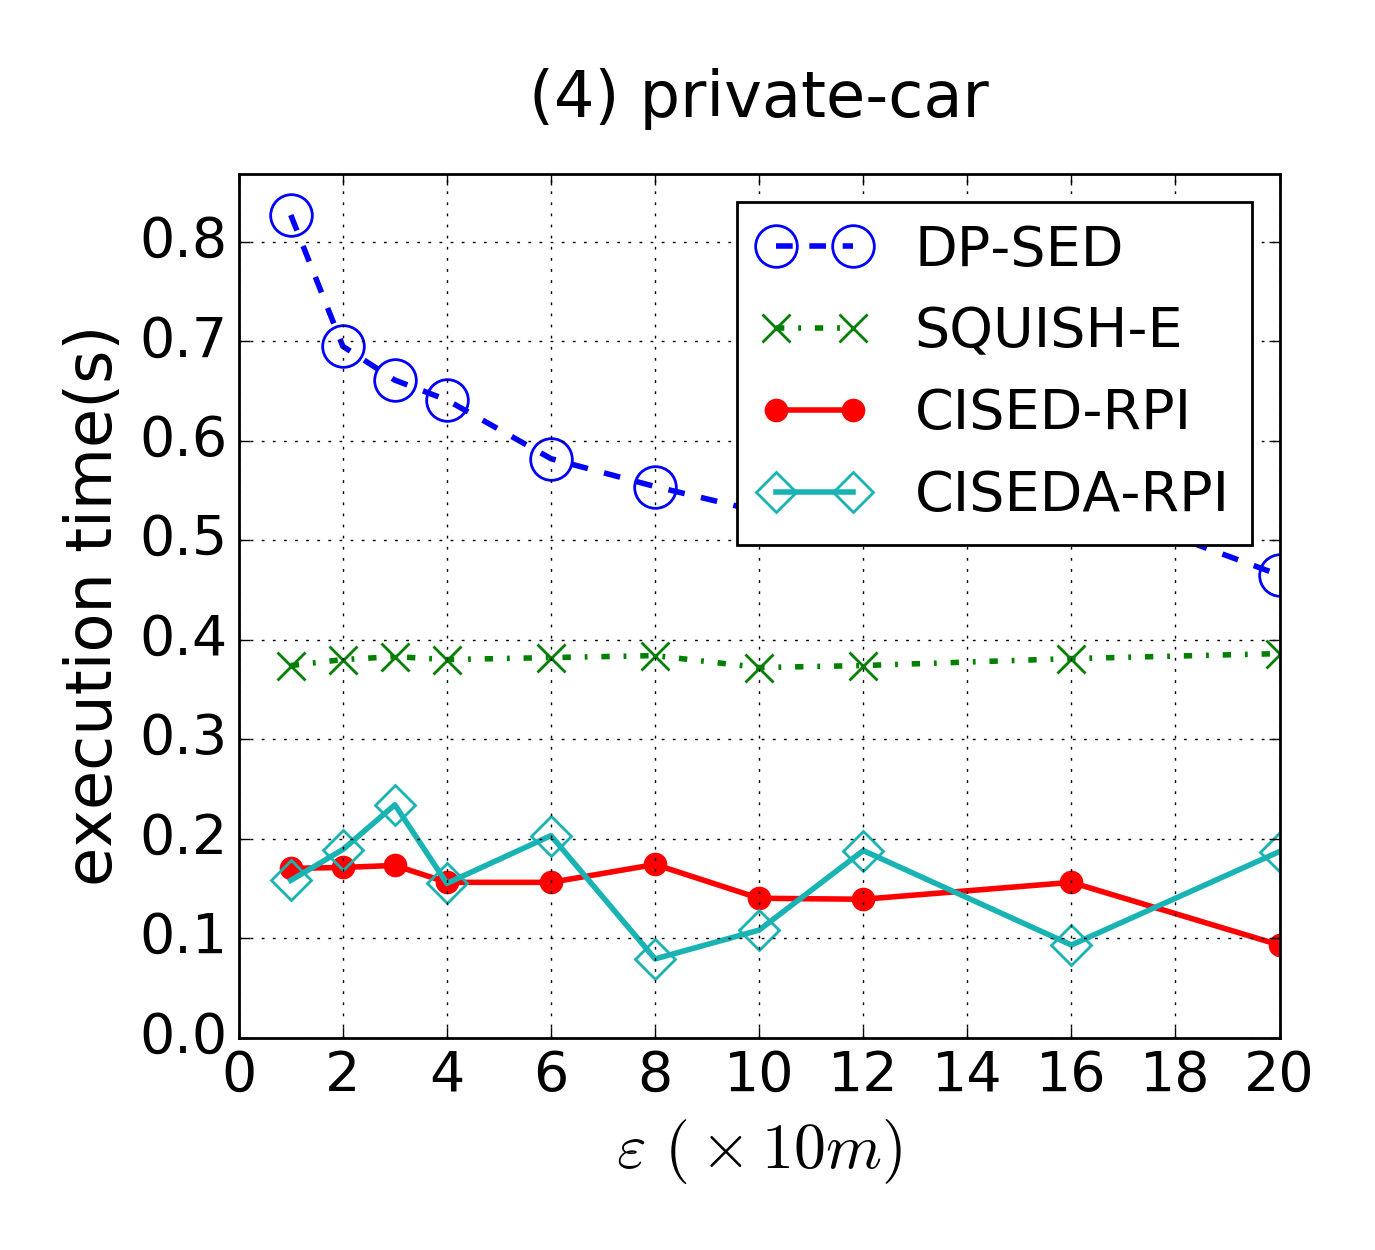 (4) private-car
execution time(s)
0.8
0.7
0.6
0.5
0.4
0.3
0.2
0.1
0.0
DP-SED
SQUISH-E
CISED-RPI
CISEDA-RPI
0 2 4 6 8 10 12 14 16 18 20
ε (×10m)